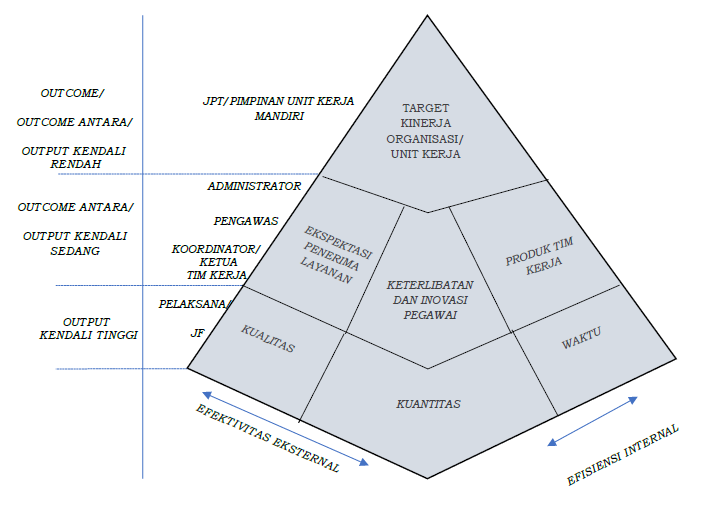 OUTCOME/
OUTCOME ANTARA/
OUTPUT KENDALI
RENDAH
JPT/PIMPINAN UNIT KERJA
MANDIRI
TARGET
KINERJA
ORGANISASI/
UNIT KERJA
OUTCOME ANTARA/
OUTPUT KENDALI
SEDANG
ADMINISTRATOR
PENGAWAS
KOORDINATOR/
KETUA
TIM KERJA
EKSPEKTASI
PENERIMA
LAYANAN
KETERLIBATAN
DAN INOVASI
PEGAWAI
PRODUK TIM
KERJA
OUTPUT
KENDALI TINGGI
PELAKSANA/
JF
KUALITAS
KUANTITAS
WAKTU
EFEKTIVITAS EKSTERNAL
EFISIENSI INTERNAL